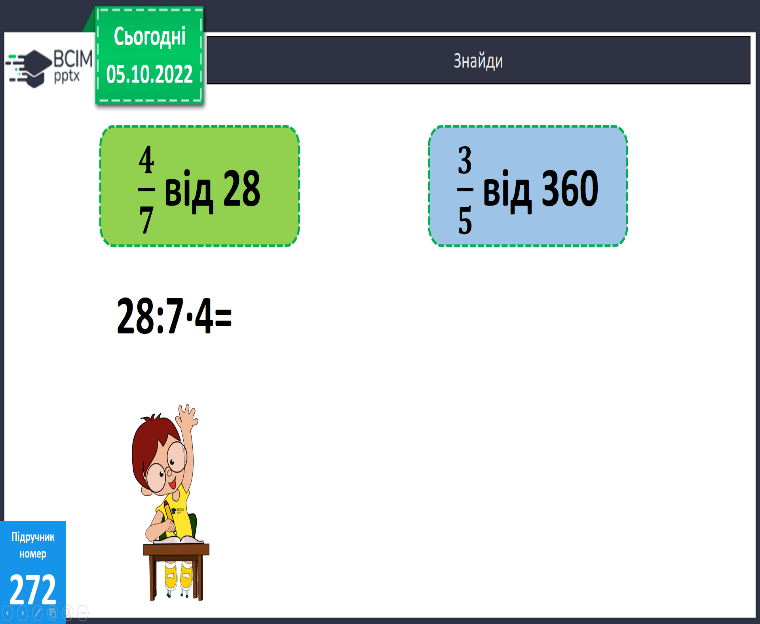 Сьогодні
05.10.2022
Знайди
BCIM
pptx
4/7 від 28
3/5 від 360
28:7·4=
Підручник
номер
272